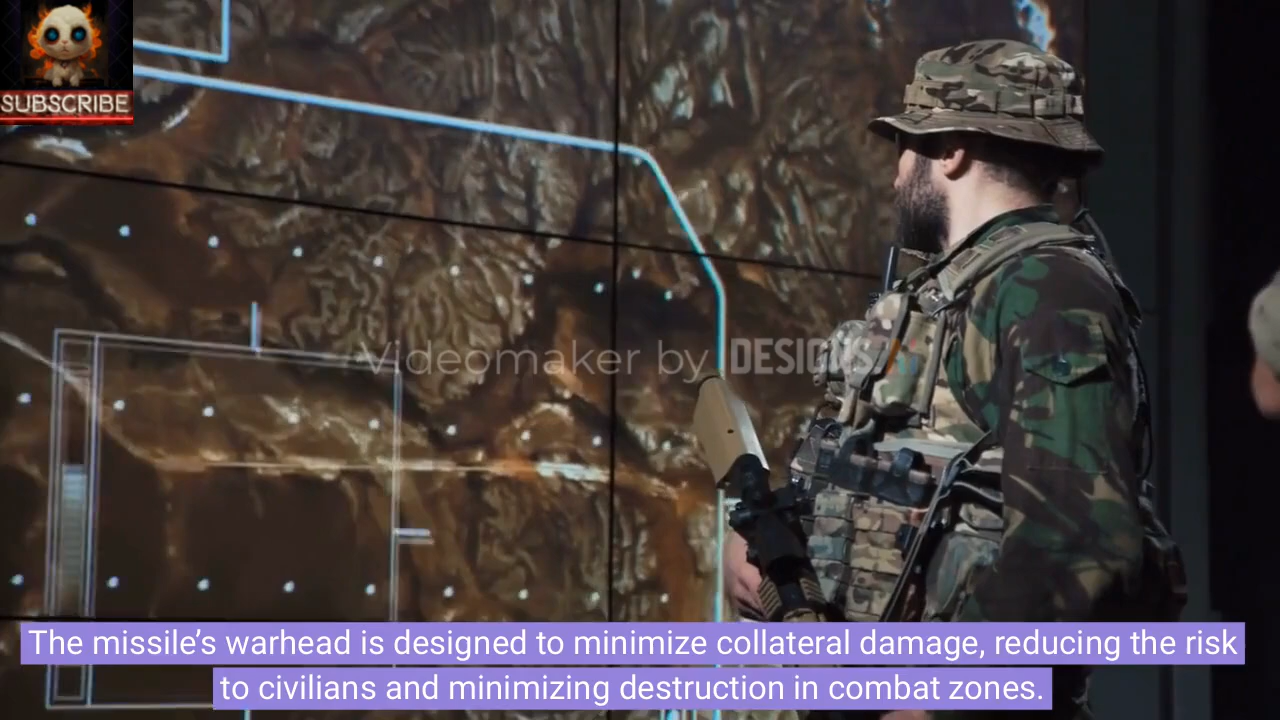 SUBSCRIBE
Videomaker by DESIGNS.ai
The missile’s warhead is designed to minimize collateral damage, reducing the risk
to civilians and minimizing destruction in combat zones.